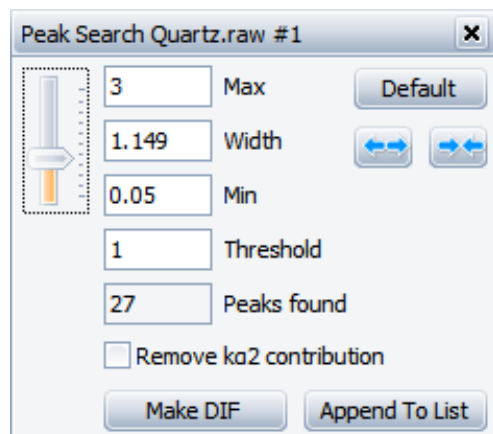 Peak Search Quartz.raw #1
3 Max Default
1.149 Width
0.05 Min
1 Threshold
27 Peaks found
Remove kα2 contribution
Make DIF Append To List